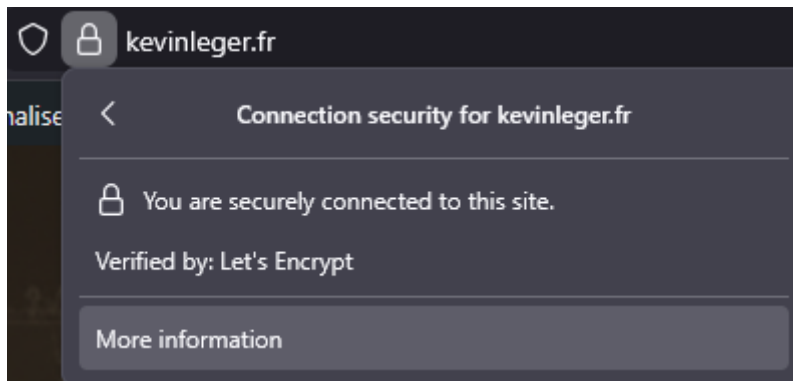 kevinleger.fr
nalise
Connection security for kevinleger.fr
You are securely connected to this site.
Verified by: Let's Encrypt
More information